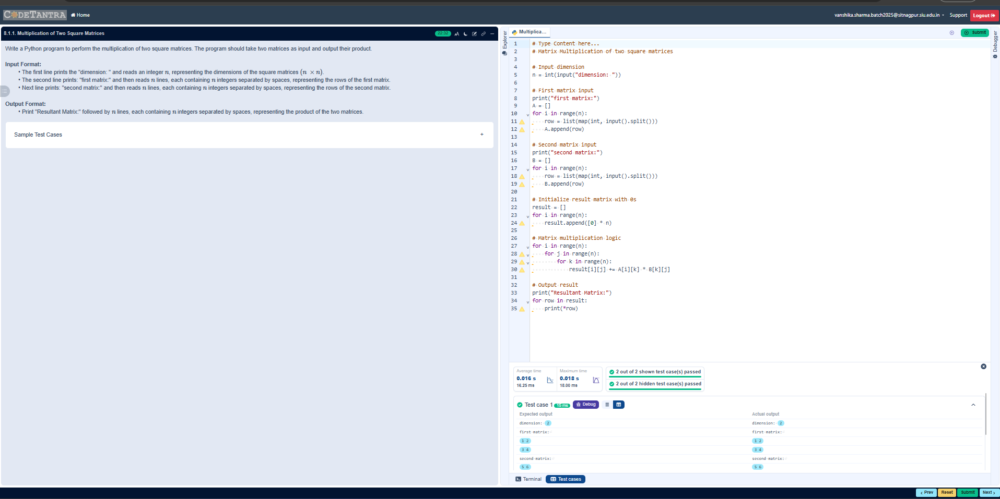 CODETANTRA
Home
vanshika.sharma.batch2025@sitnagpur.siu.edu.in
Support
Logout
8.1.1. Multiplication of Two Square Matrices
22:32
Write a Python program to perform the multiplication of two square matrices. The program should take two matrices as input and output their product.
Input Format:
• The first line prints the "dimension: " and reads an integer n, representing the dimensions of the square matrices (n × n).
• The second line prints: "first matrix:" and then reads n lines, each containing n integers separated by spaces, representing the rows of the first matrix.
• Next line prints: "second matrix:" and then reads n lines, each containing n integers separated by spaces, representing the rows of the second matrix.
Output Format:
• Print "Resultant Matrix:" followed by n lines, each containing n integers separated by spaces, representing the product of the two matrices.
Sample Test Cases
+
Explorer
Multiplica...
Submit
Debugger
1 # Type Content here...
2 # Matrix Multiplication of two square matrices
3
4 # Input dimension
5 n = int(input("dimension: "))
6
7 # First matrix input
8 print("first matrix:")
9 A = []
10 for i in range(n):
11     row = list(map(int, input().split()))
12     A.append(row)
13
14 # Second matrix input
15 print("second matrix:")
16 B = []
17 for i in range(n):
18     row = list(map(int, input().split()))
19     B.append(row)
20
21 # Initialize result matrix with 0s
22 result = []
23 for i in range(n):
24     result.append([0] * n)
25
26 # Matrix multiplication logic
27 for i in range(n):
28     for j in range(n):
29         for k in range(n):
30             result[i][j] += A[i][k] * B[k][j]
31
32 # Output result
33 print("Resultant Matrix:")
34 for row in result:
35     print(*row)
Average time
0.016 s
16.25 ms
Maximum time
0.018 s
18.00 ms
2 out of 2 shown test case(s) passed
2 out of 2 hidden test case(s) passed
Test case 1
15 ms
Debug
Expected output
Actual output
dimension: 2
dimension: 2
first matrix:
first matrix:
1 2
1 2
3 4
3 4
second matrix:
second matrix:
5 6
5 6
Terminal
Test cases
‹ Prev
Reset
Submit
Next ›